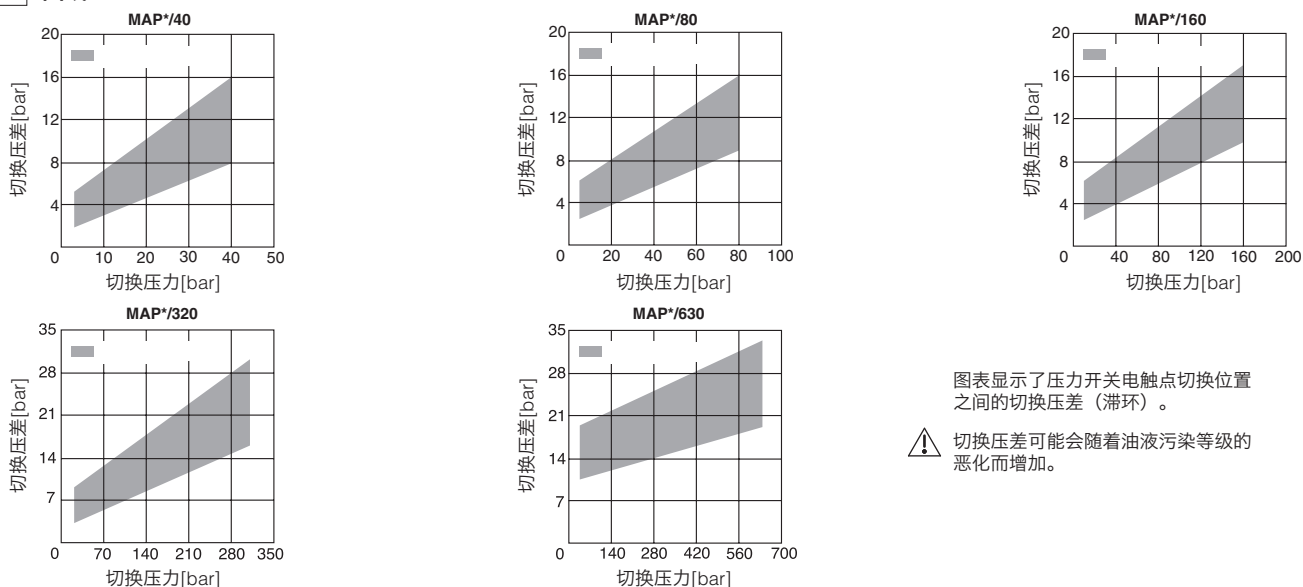 MAP*/40
20
16
12
8
4
0 10 20 30 40 50
切换压差[bar]
切换压力[bar]
MAP*/80
20
16
12
8
4
0 20 40 60 80 100
切换压差[bar]
切换压力[bar]
MAP*/160
20
16
12
8
4
0 40 80 120 160 200
切换压差[bar]
切换压力[bar]
MAP*/320
35
28
21
14
7
0 70 140 210 280 350
切换压差[bar]
切换压力[bar]
MAP*/630
35
28
21
14
7
0 140 280 420 560 700
切换压差[bar]
切换压力[bar]
图表显示了压力开关电触点切换位置
之间的切换压差（滞环）。
切换压差可能会随着油液污染等级的
恶化而增加。